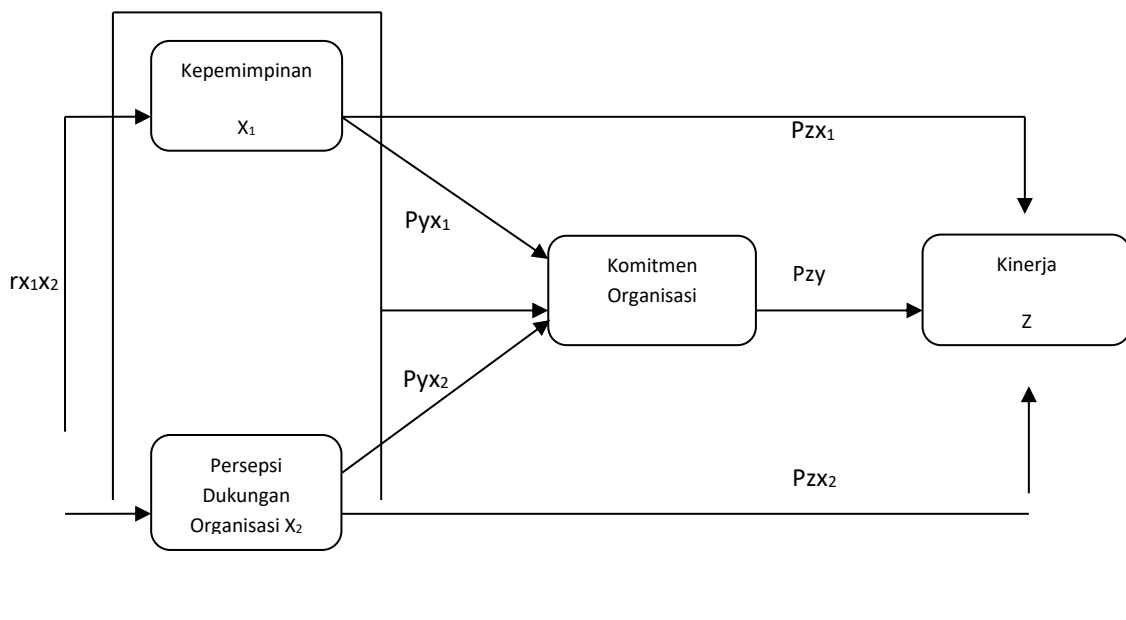 Kepemimpinan
X₁
Pzx₁
Pyx₁
Komitmen
Organisasi
Pzy
Kinerja
Z
rx₁x₂
Pyx₂
Persepsi
Dukungan
Organisasi X₂
Pzx₂